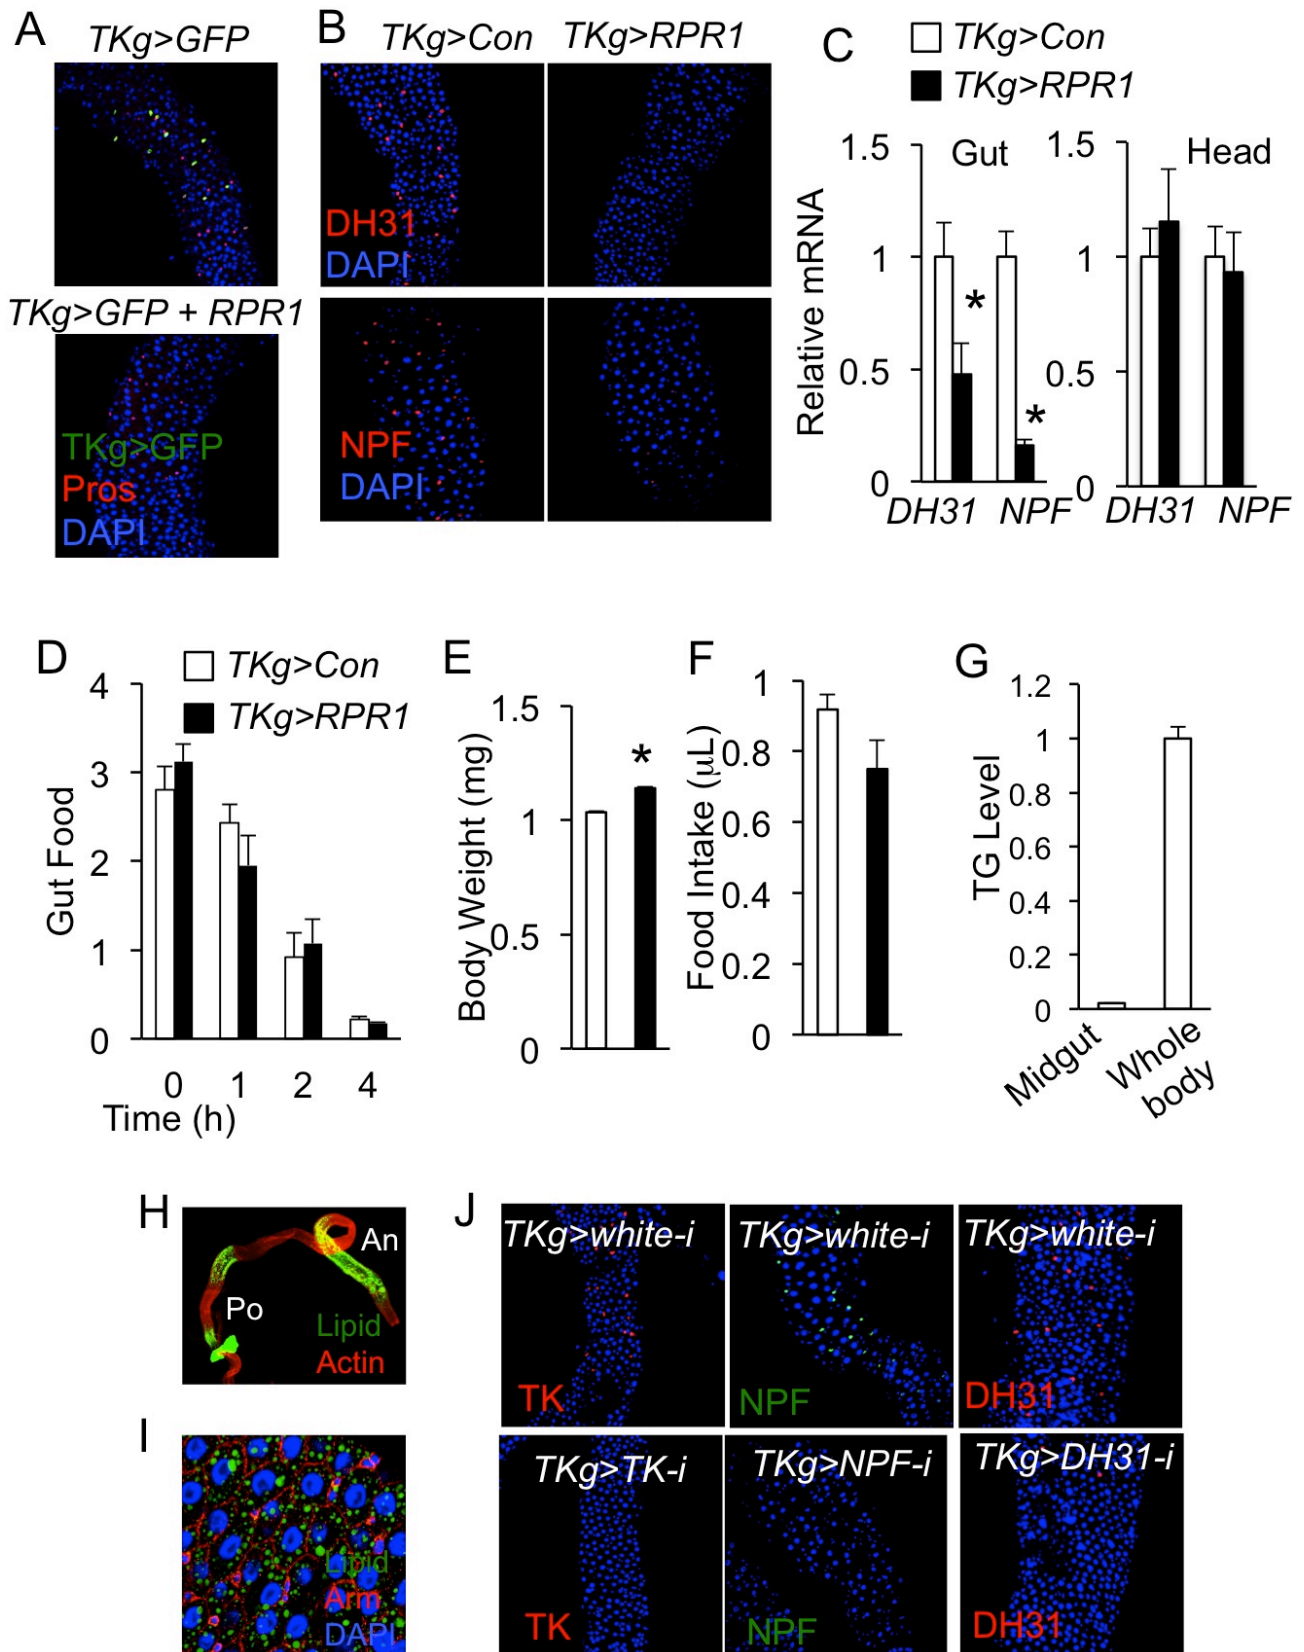 A
TKg>GFP
TKg>GFP + RPR1
TKg>GFP
Pros
DAPI
B
TKg>Con
TKg>RPR1
DH31
DAPI
NPF
DAPI
C
TKg>Con
TKg>RPR1
Relative mRNA
1.5
1
0.5
0
Gut
DH31 NPF
1.5
1
0.5
0
Head
DH31 NPF
D
TKg>Con
TKg>RPR1
Gut Food
4
3
2
1
0
0 1 2 4
Time (h)
E
Body Weight (mg)
1.5
1
0.5
0
*
F
Food Intake (μL)
1
0.8
0.6
0.4
0.2
0
G
TG Level
1.2
1
0.8
0.6
0.4
0.2
0
Midgut
Whole
body
H
An
Po
Lipid
Actin
I
Lipid
Arm
DAPI
J
TKg>white-i
TK
TKg>white-i
NPF
TKg>white-i
DH31
TKg>TK-i
TK
TKg>NPF-i
NPF
TKg>DH31-i
DH31